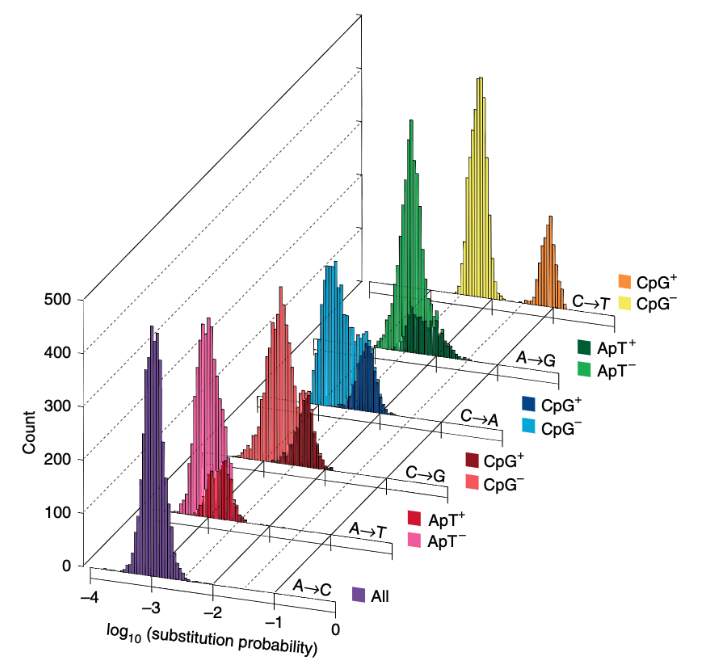 500
400
300
200
100
0
Count
–4
–3
–2
–1
0
log10 (substitution probability)
C→T
CpG+
CpG–
A→G
ApT+
ApT–
C→A
CpG+
CpG–
C→G
CpG+
CpG–
A→T
ApT+
ApT–
A→C
All